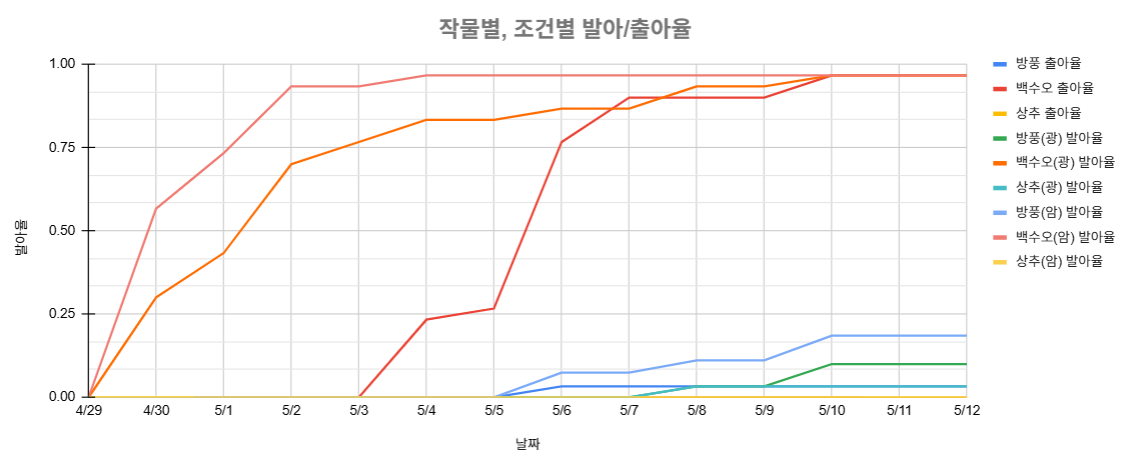 작물별, 조건별 발아/출아율
1.00
0.75
0.50
0.25
0.00
발아율
4/29
4/30
5/1
5/2
5/3
5/4
5/5
5/6
5/7
5/8
5/9
5/10
5/11
5/12
날짜
방풍 출아율
백수오 출아율
상추 출아율
방풍(광) 발아율
백수오(광) 발아율
상추(광) 발아율
방풍(암) 발아율
백수오(암) 발아율
상추(암) 발아율